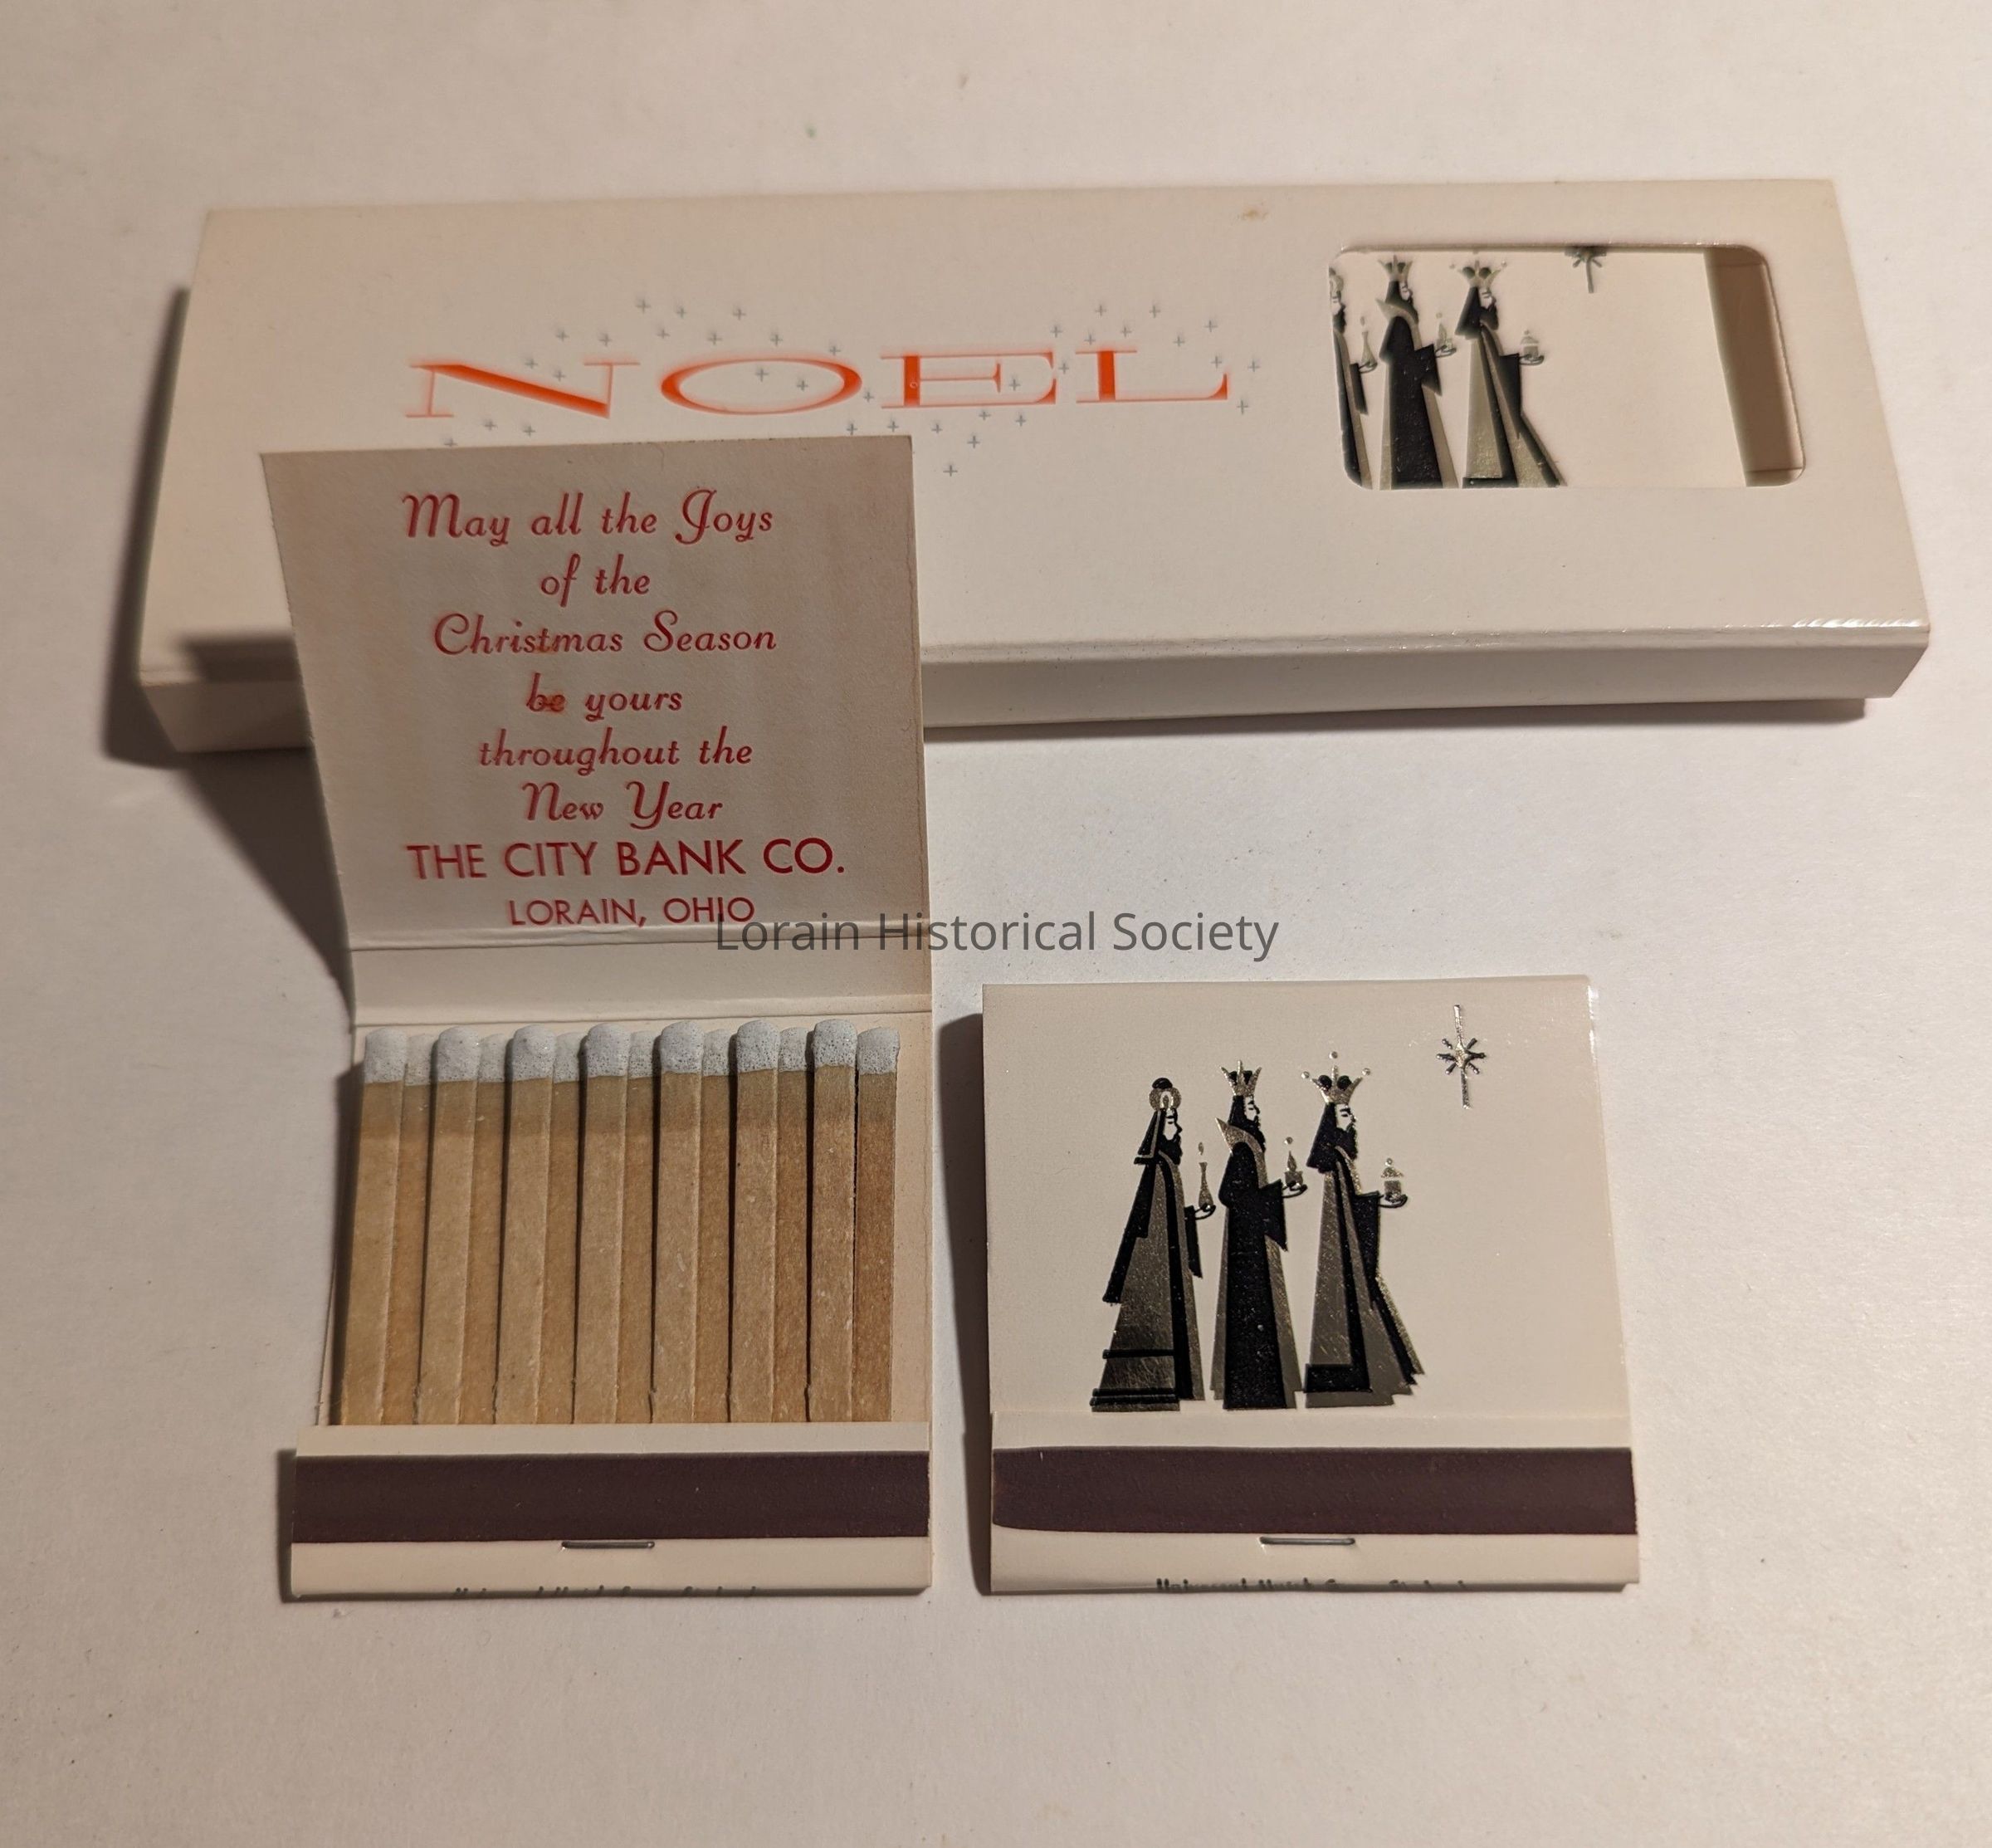 NOEL
May all the Joys
of the
Christmas Season
be yours
throughout the
New Year
THE CITY BANK CO.
LORAIN, OHIO
Lorain Historical Society